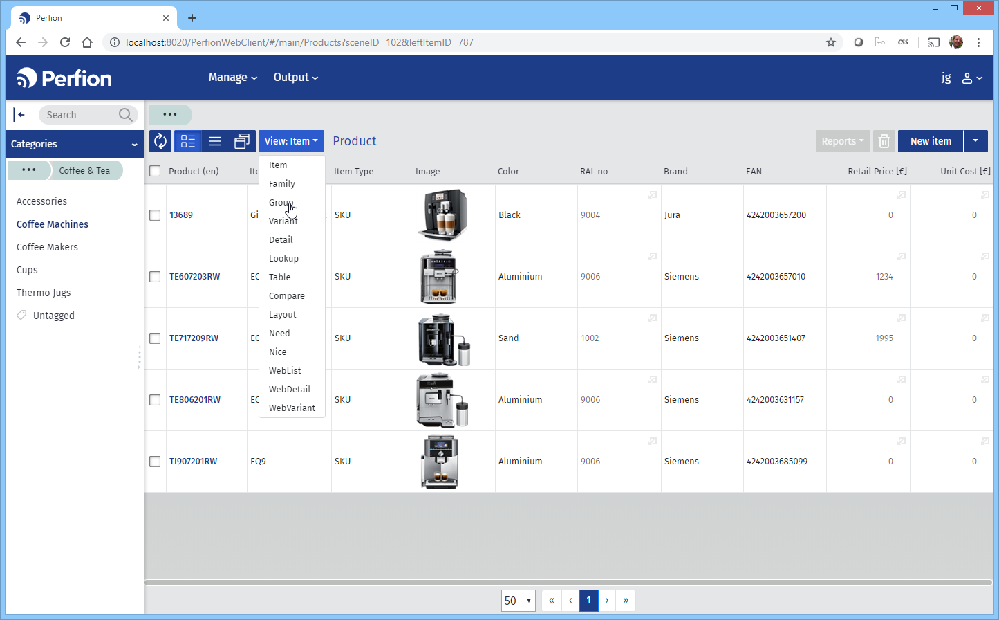 Perfion
localhost:8020/PerfionWebClient/#/main/Products?sceneID=102&leftItemID=787
css
Perfion
Manage
Output
jg
Search
Categories
•••
Coffee & Tea
Accessories
Coffee Machines
Coffee Makers
Cups
Thermo Jugs
Untagged
•••
View: Item
Product
Reports
New item
Item
Family
Group
Variant
Detail
Lookup
Table
Compare
Layout
Need
Nice
WebList
WebDetail
WebVariant
Product (en) Ite Item Type Image Color RAL no Brand EAN Retail Price [€] Unit Cost [€]
13689 Gi SKU Black 9004 Jura 4242003657200 0 0
TE607203RW EQ SKU Aluminium 9006 Siemens 4242003657010 1234 0
TE717209RW EQ SKU Sand 1002 Siemens 4242003651407 1995 0
TE806201RW EQ SKU Aluminium 9006 Siemens 4242003631157 0 0
TI907201RW EQ9 SKU Aluminium 9006 Siemens 4242003685099 0 0
50 « ‹ 1 › »